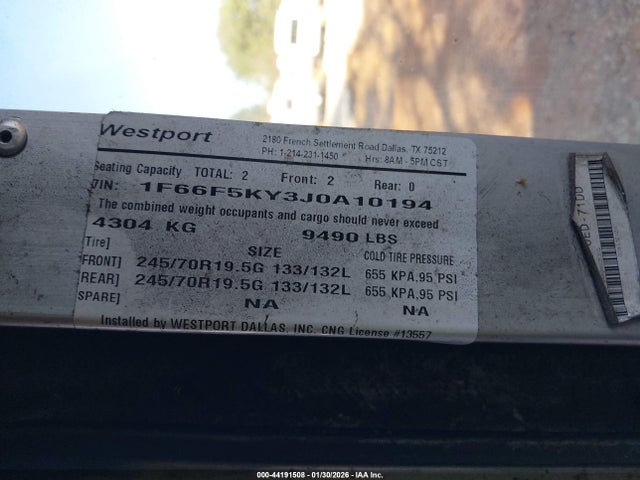 Westport
2180 French Settlement Road Dallas, TX 75212
PH: 1-214-231-1450 Hrs: 8AM - 5PM CST
Seating Capacity TOTAL: 2 Front: 2 Rear: 0
VIN: 1F66F5KY3J0A10194
The combined weight occupants and cargo should never exceed
4304 KG 9490 LBS
Tire] SIZE COLD TIRE PRESSURE
FRONT] 245/70R19.5G 133/132L 655 KPA,95 PSI
REAR] 245/70R19.5G 133/132L 655 KPA,95 PSI
SPARE] NA NA
Installed by WESTPORT DALLAS, INC. CNG License #13557
000-44191508 | 01/30/2026 | IAA Inc.